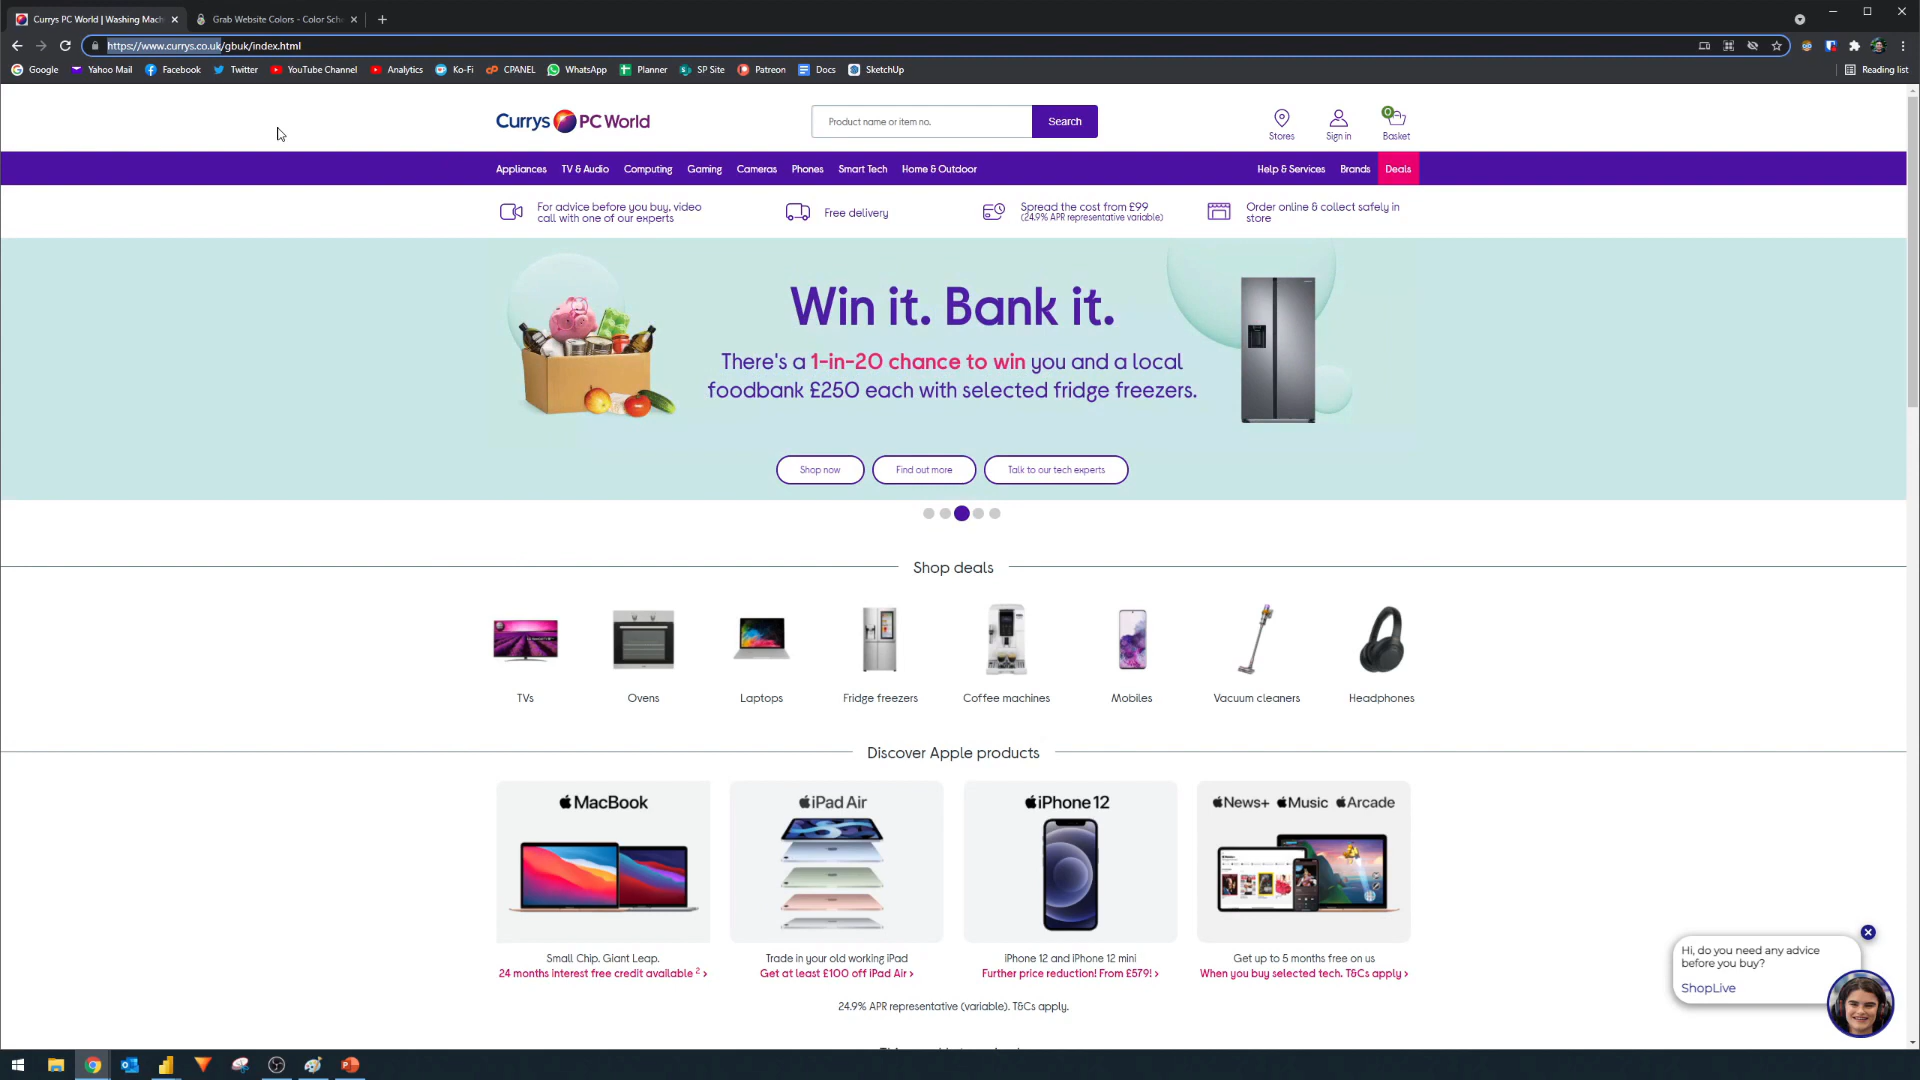 Currys PC World | Washing Mach
Grab Website Colors - Color Sch
https://www.currys.co.uk/gbuk/index.html
Google
Yahoo Mail
Facebook
Twitter
YouTube Channel
Analytics
Ko-Fi
CPANEL
WhatsApp
Planner
SP Site
Patreon
Docs
SketchUp
Reading list
Currys PC World
Product name or item no.
Search
Stores
Sign in
0
Basket
Appliances
TV & Audio
Computing
Gaming
Cameras
Phones
Smart Tech
Home & Outdoor
Help & Services
Brands
Deals
For advice before you buy, video
call with one of our experts
Free delivery
Spread the cost from £99
(24.9% APR representative variable)
Order online & collect safely in
store
Win it. Bank it.
There's a 1-in-20 chance to win you and a local
foodbank £250 each with selected fridge freezers.
Shop now
Find out more
Talk to our tech experts
Shop deals
TVs
Ovens
Laptops
Fridge freezers
Coffee machines
Mobiles
Vacuum cleaners
Headphones
Discover Apple products
MacBook
iPad Air
iPhone 12
News+ Music Arcade
Small Chip. Giant Leap.
24 months interest free credit available 2 ›
Trade in your old working iPad
Get at least £100 off iPad Air ›
iPhone 12 and iPhone 12 mini
Further price reduction! From £579! ›
Get up to 5 months free on us
When you buy selected tech. T&Cs apply ›
24.9% APR representative (variable). T&Cs apply.
Hi, do you need any advice
before you buy?
ShopLive